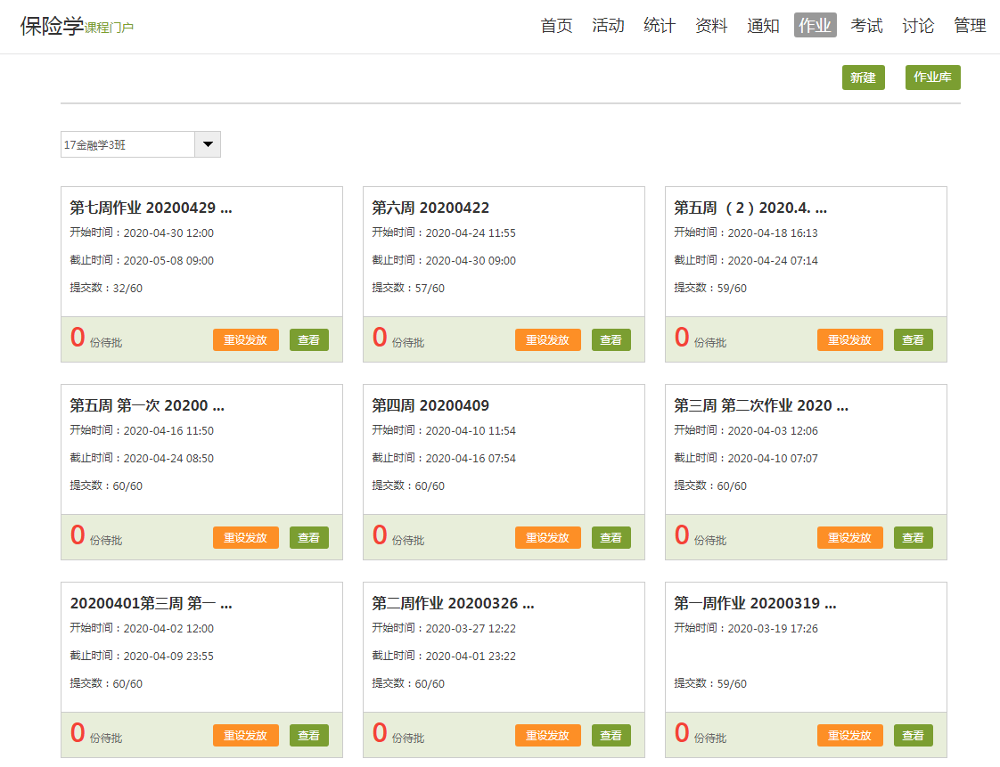 保险学课程门户 首页 活动 统计 资料 通知 作业 考试 讨论 管理
新建 作业库
17金融学3班
第七周作业 20200429 ...
开始时间：2020-04-30 12:00
截止时间：2020-05-08 09:00
提交数：32/60
0 份待批 重设发放 查看
第六周 20200422
开始时间：2020-04-24 11:55
截止时间：2020-04-30 09:00
提交数：57/60
0 份待批 重设发放 查看
第五周 （2）2020.4. ...
开始时间：2020-04-18 16:13
截止时间：2020-04-24 07:14
提交数：59/60
0 份待批 重设发放 查看
第五周 第一次 20200 ...
开始时间：2020-04-16 11:50
截止时间：2020-04-24 08:50
提交数：60/60
0 份待批 重设发放 查看
第四周 20200409
开始时间：2020-04-10 11:54
截止时间：2020-04-16 07:54
提交数：60/60
0 份待批 重设发放 查看
第三周 第二次作业 2020 ...
开始时间：2020-04-03 12:06
截止时间：2020-04-10 07:07
提交数：60/60
0 份待批 重设发放 查看
20200401第三周 第一 ...
开始时间：2020-04-02 12:00
截止时间：2020-04-09 23:55
提交数：60/60
0 份待批 重设发放 查看
第二周作业 20200326 ...
开始时间：2020-03-27 12:22
截止时间：2020-04-01 23:22
提交数：60/60
0 份待批 重设发放 查看
第一周作业 20200319 ...
开始时间：2020-03-19 17:26
提交数：59/60
0 份待批 重设发放 查看